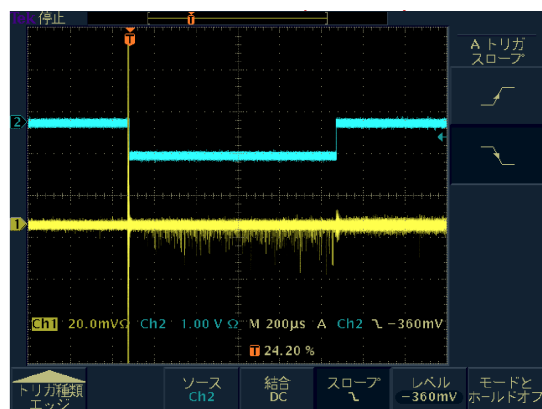 Tek 停止
T
T
A トリガ
スロープ
2
1
Ch1 20.0mVΩ Ch2 1.00 V Ω M 200µs A Ch2 -360mV
T 24.20 %
トリガ種類
エッジ
ソース
Ch2
結合
DC
スロープ
レベル
-360mV
モードと
ホールドオフ